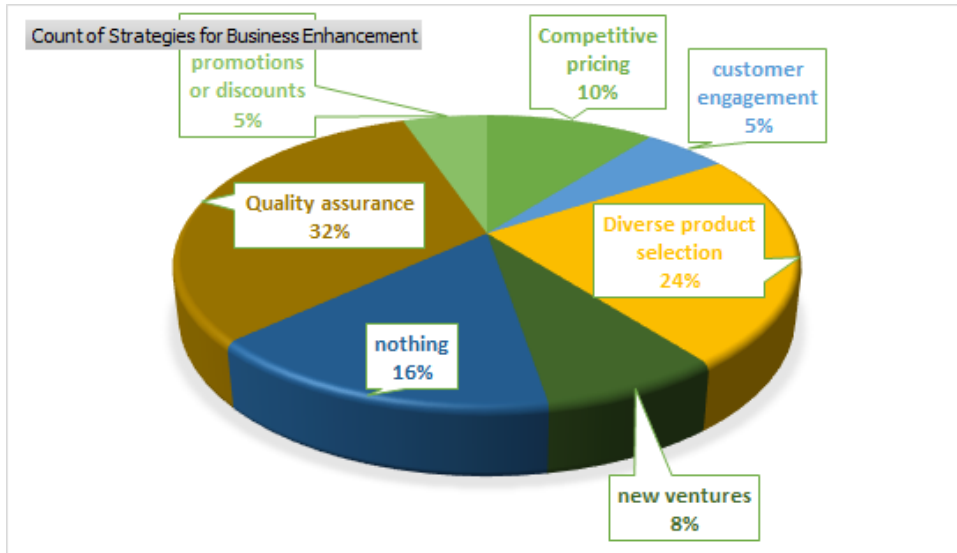 Count of Strategies for Business Enhancement
promotions
or discounts
5%
Competitive
pricing
10%
customer
engagement
5%
Quality assurance
32%
Diverse product
selection
24%
nothing
16%
new ventures
8%